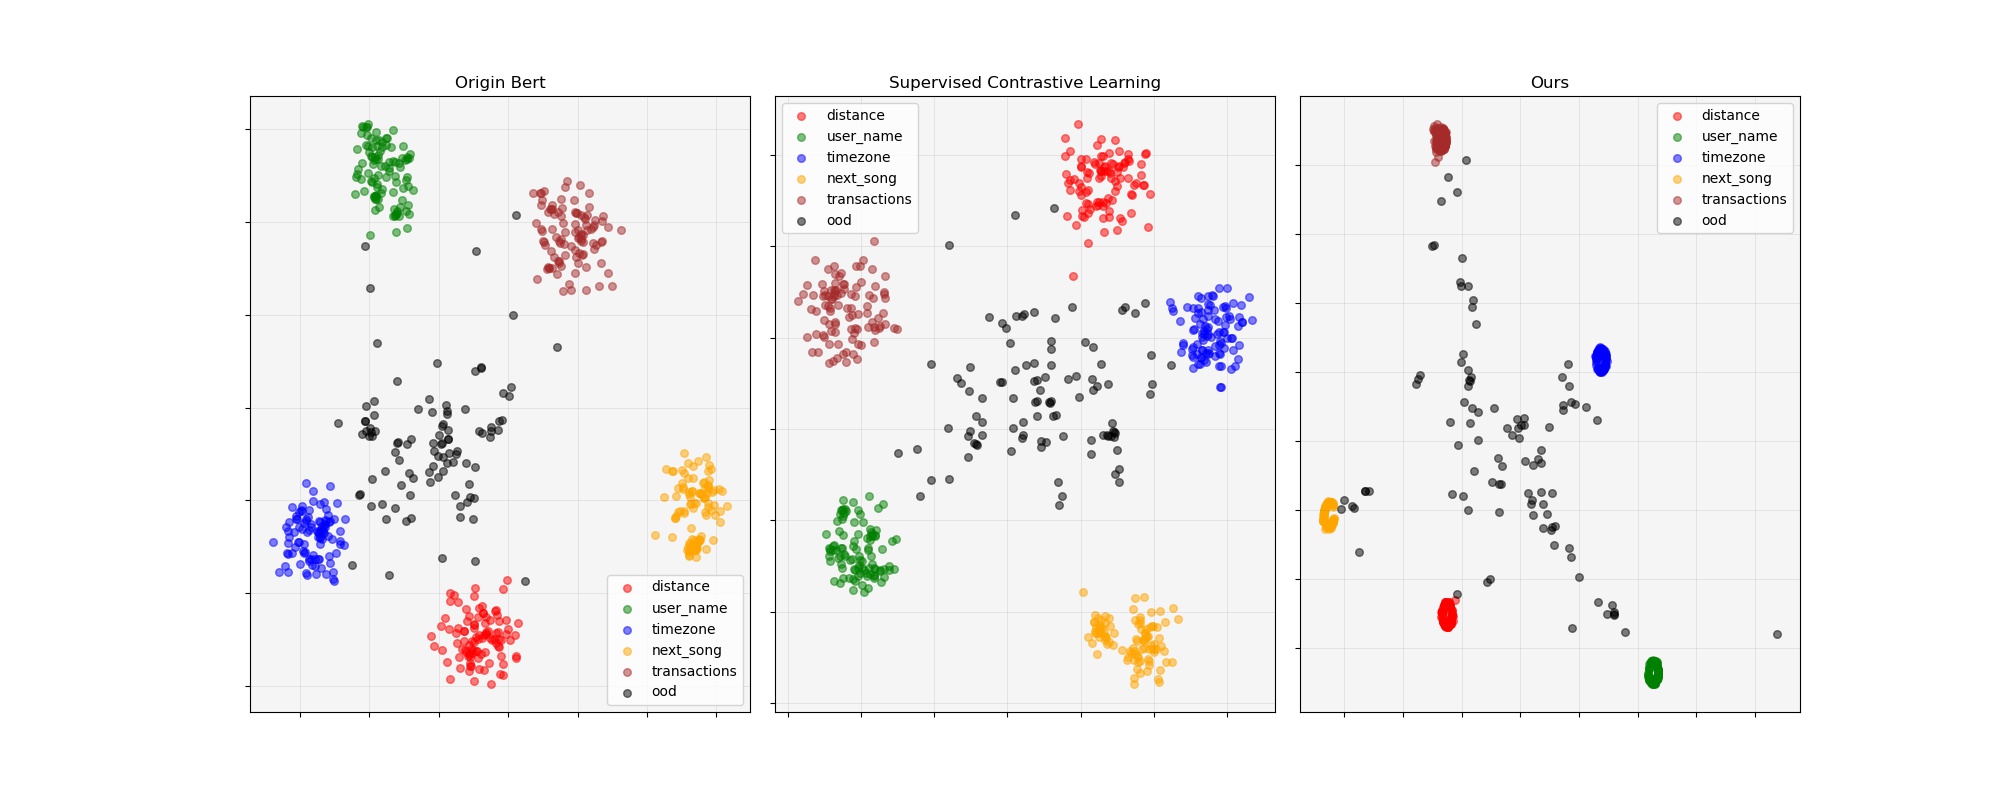 Origin Bert
distance
user_name
timezone
next_song
transactions
ood
Supervised Contrastive Learning
distance
user_name
timezone
next_song
transactions
ood
Ours
distance
user_name
timezone
next_song
transactions
ood